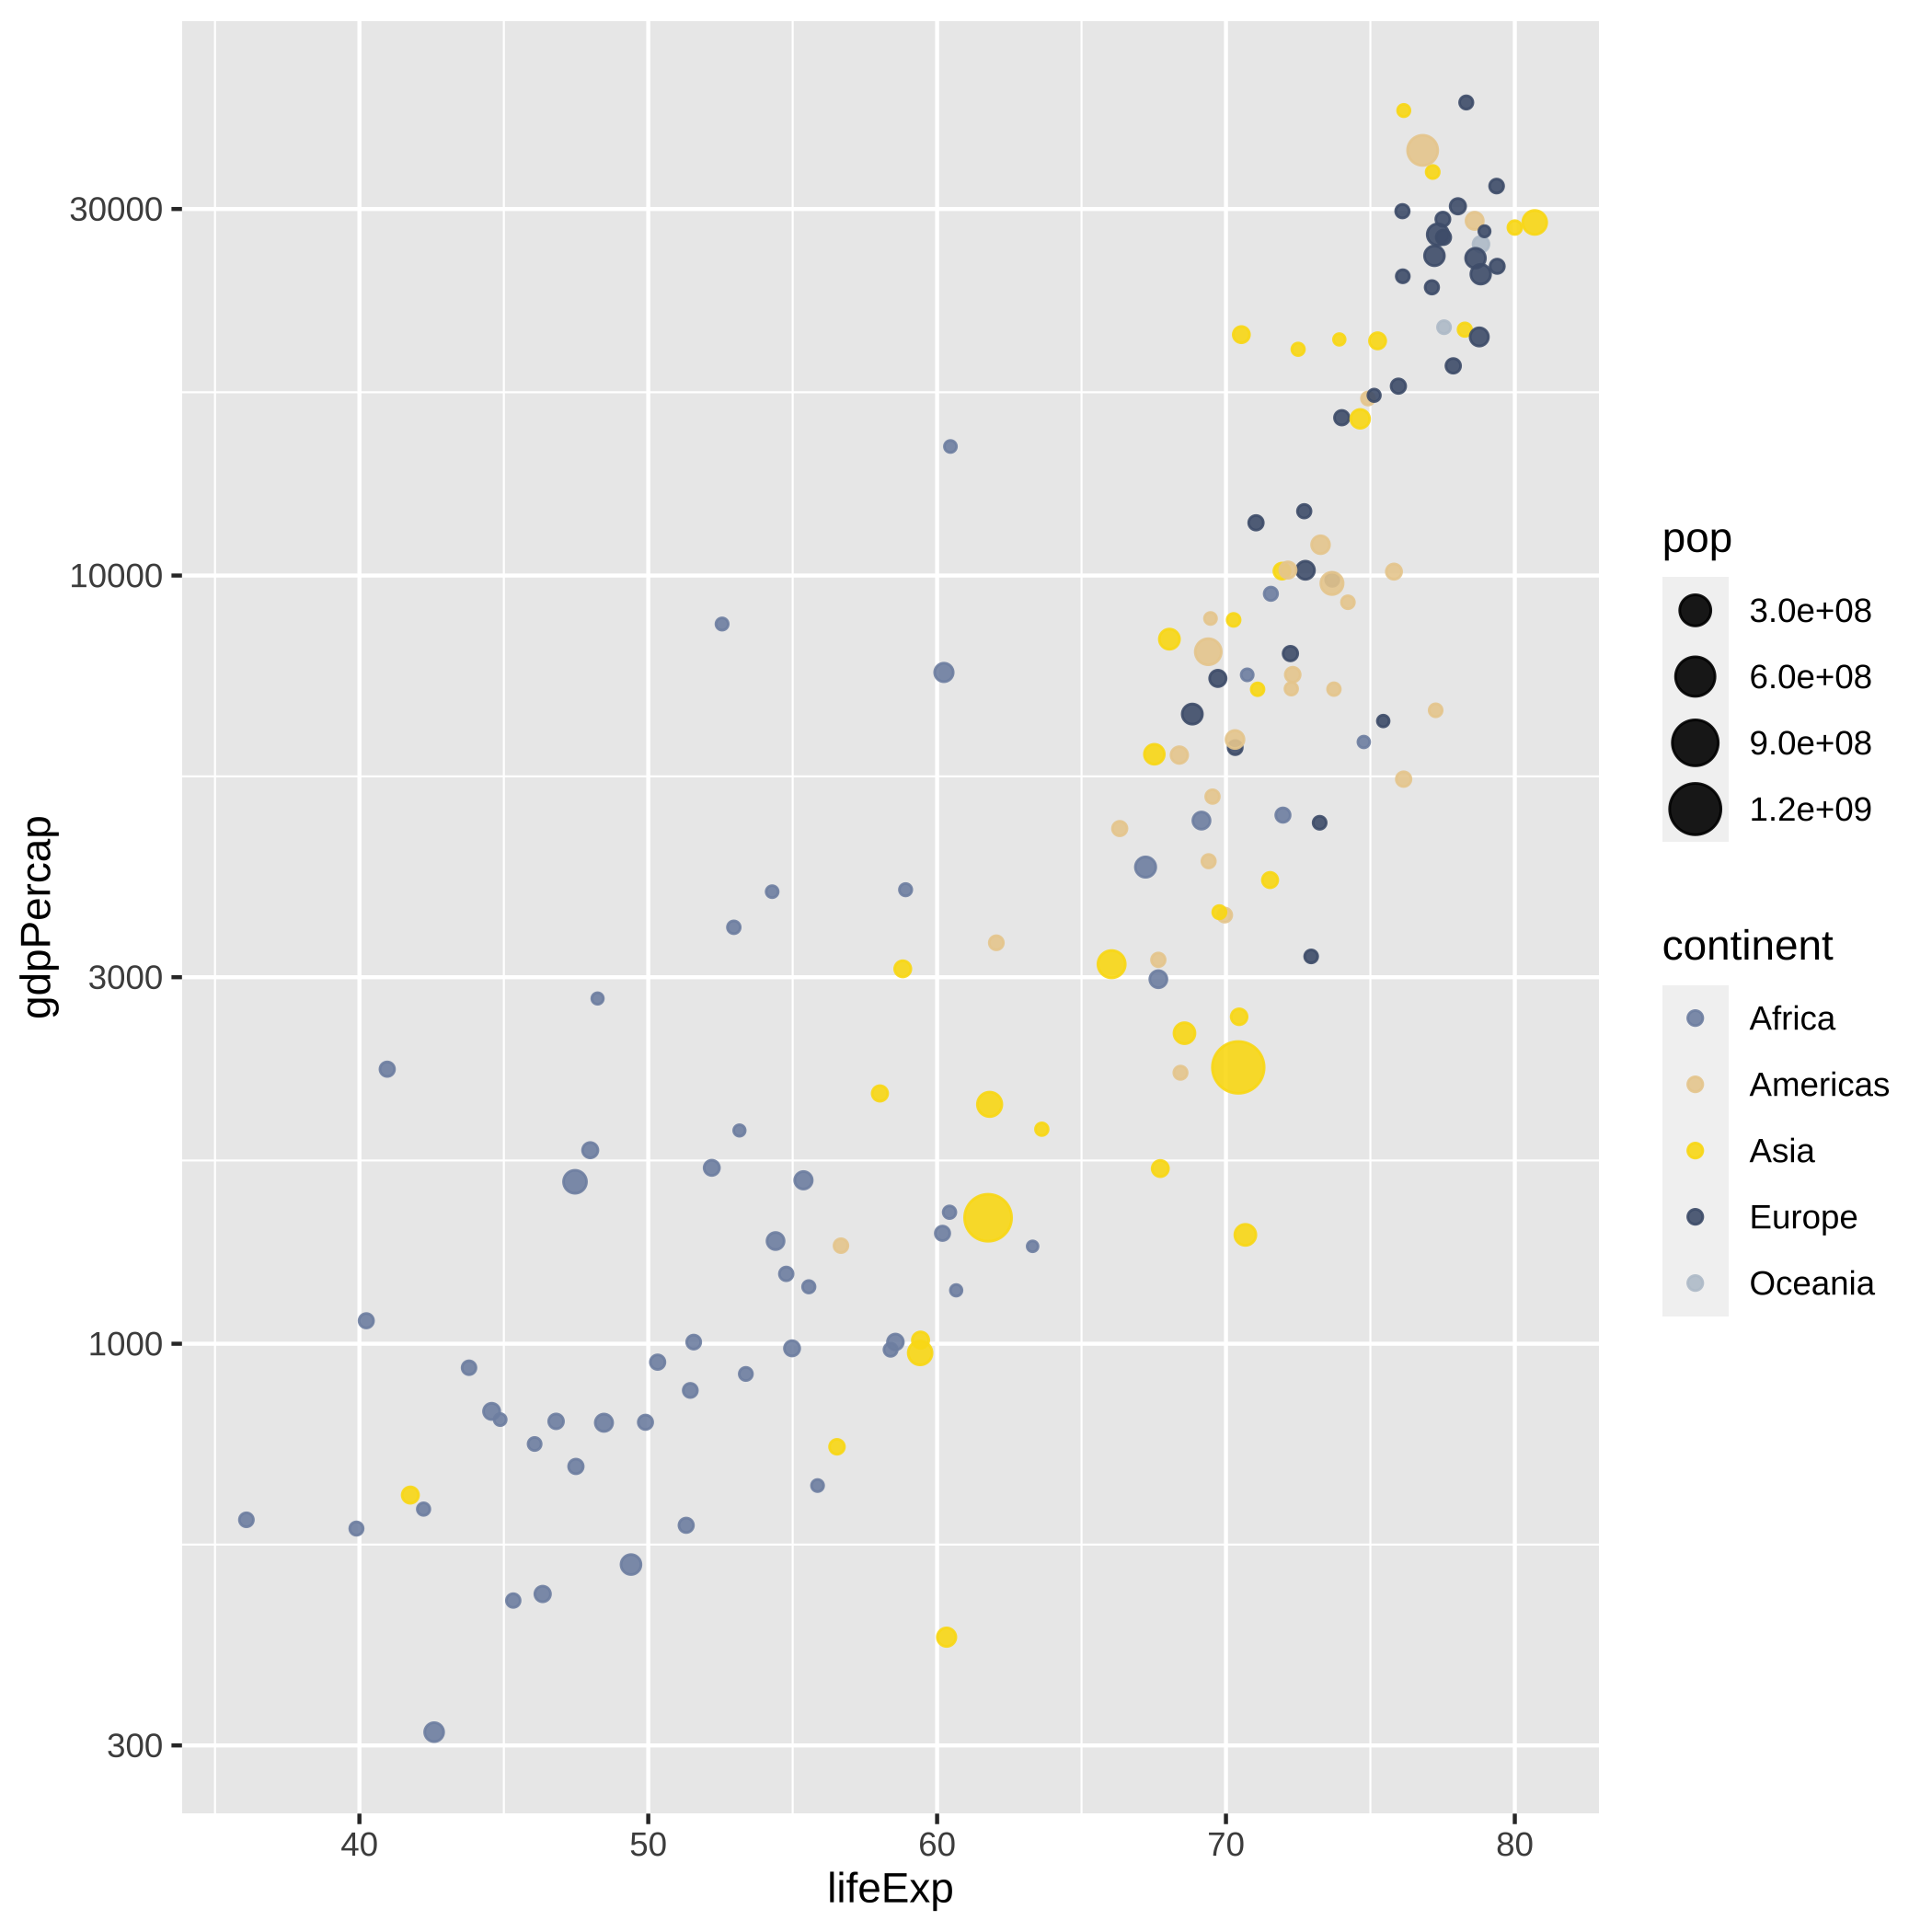 30000
10000
3000
1000
300
gdpPercap
40 50 60 70 80
lifeExp
pop
3.0e+08
6.0e+08
9.0e+08
1.2e+09
continent
Africa
Americas
Asia
Europe
Oceania